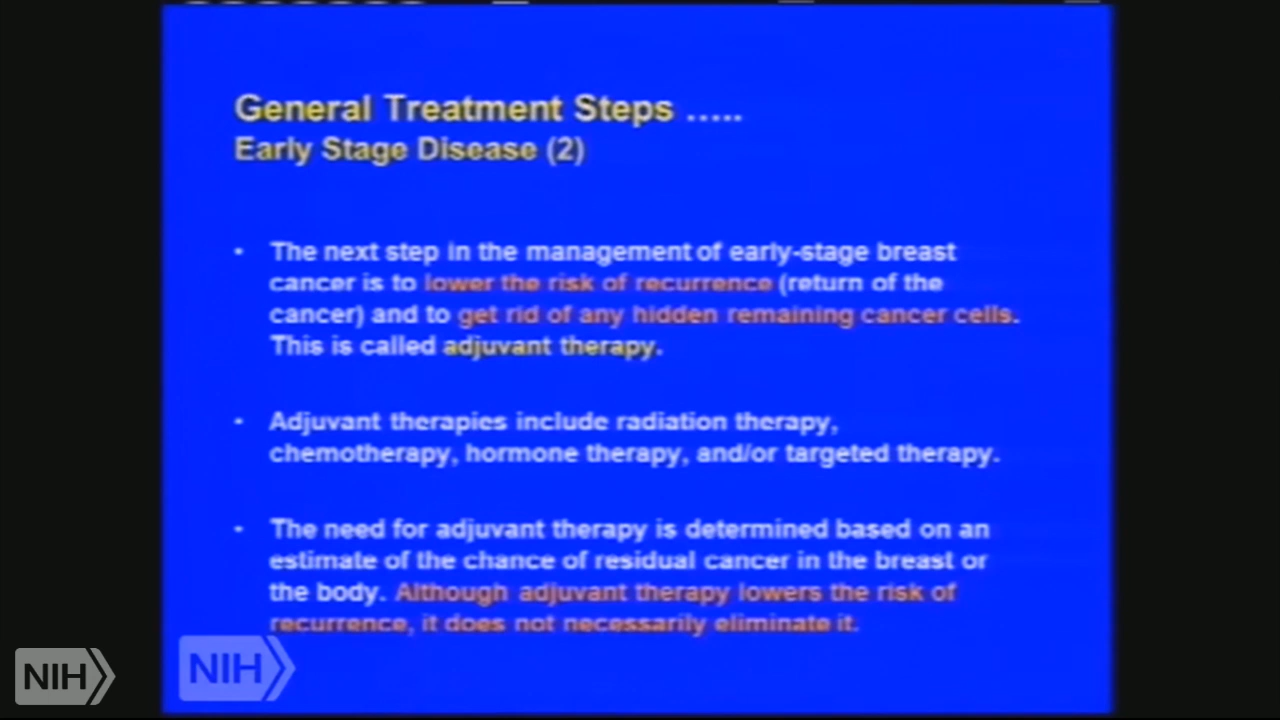 General Treatment Steps .....
Early Stage Disease (2)
• The next step in the management of early-stage breast
cancer is to lower the risk of recurrence (return of the
cancer) and to get rid of any hidden remaining cancer cells.
This is called adjuvant therapy.
• Adjuvant therapies include radiation therapy,
chemotherapy, hormone therapy, and/or targeted therapy.
• The need for adjuvant therapy is determined based on an
estimate of the chance of residual cancer in the breast or
the body. Although adjuvant therapy lowers the risk of
recurrence, it does not necessarily eliminate it.
NIH
NIH